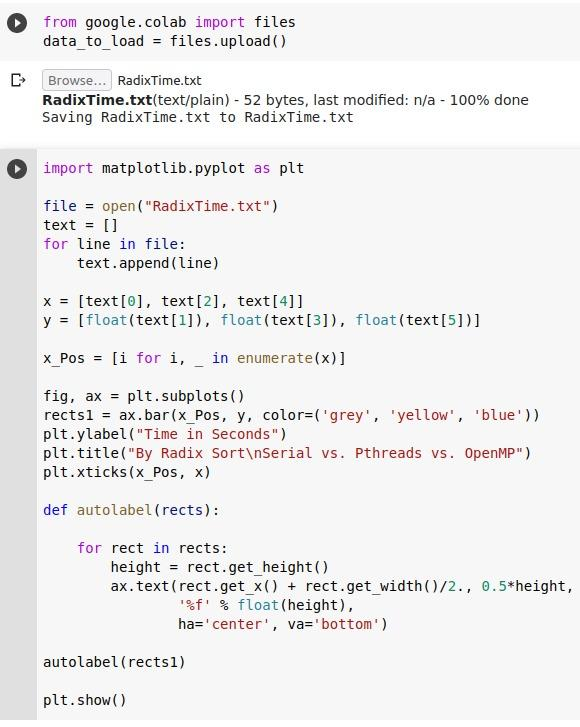 from google.colab import files
data_to_load = files.upload()
Browse... RadixTime.txt
RadixTime.txt(text/plain) - 52 bytes, last modified: n/a - 100% done
Saving RadixTime.txt to RadixTime.txt
import matplotlib.pyplot as plt
file = open("RadixTime.txt")
text = []
for line in file:
    text.append(line)
x = [text[0], text[2], text[4]]
y = [float(text[1]), float(text[3]), float(text[5])]
x_Pos = [i for i, _ in enumerate(x)]
fig, ax = plt.subplots()
rects1 = ax.bar(x_Pos, y, color=('grey', 'yellow', 'blue'))
plt.ylabel("Time in Seconds")
plt.title("By Radix Sort\nSerial vs. Pthreads vs. OpenMP")
plt.xticks(x_Pos, x)
def autolabel(rects):
    for rect in rects:
        height = rect.get_height()
        ax.text(rect.get_x() + rect.get_width()/2., 0.5*height,
                '%f' % float(height),
                ha='center', va='bottom')
autolabel(rects1)
plt.show()